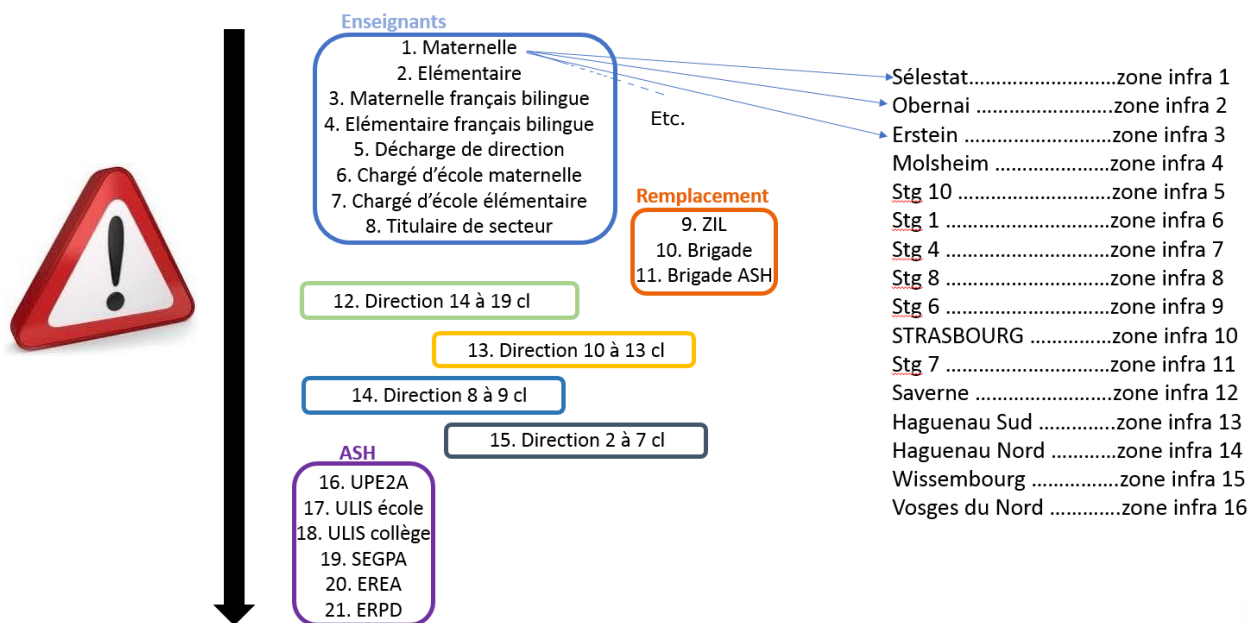 Enseignants
1. Maternelle
2. Elémentaire
3. Maternelle français bilingue
4. Elémentaire français bilingue
5. Décharge de direction
6. Chargé d’école maternelle
7. Chargé d’école élémentaire
8. Titulaire de secteur
Etc.
Remplacement
9. ZIL
10. Brigade
11. Brigade ASH
12. Direction 14 à 19 cl
13. Direction 10 à 13 cl
14. Direction 8 à 9 cl
15. Direction 2 à 7 cl
ASH
16. UPE2A
17. ULIS école
18. ULIS collège
19. SEGPA
20. EREA
21. ERPD
Sélestat.........................zone infra 1
Obernai ........................zone infra 2
Erstein ..........................zone infra 3
Molsheim .....................zone infra 4
Stg 10 ...........................zone infra 5
Stg 1 .............................zone infra 6
Stg 4 .............................zone infra 7
Stg 8 .............................zone infra 8
Stg 6 .............................zone infra 9
STRASBOURG ...............zone infra 10
Stg 7 .............................zone infra 11
Saverne ........................zone infra 12
Haguenau Sud ..............zone infra 13
Haguenau Nord ............zone infra 14
Wissembourg ...............zone infra 15
Vosges du Nord ............zone infra 16